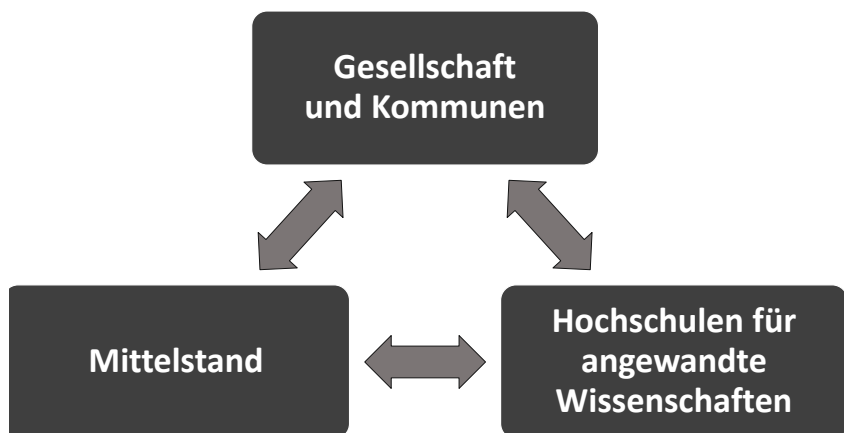 Gesellschaft
und Kommunen
Mittelstand
Hochschulen für
angewandte
Wissenschaften